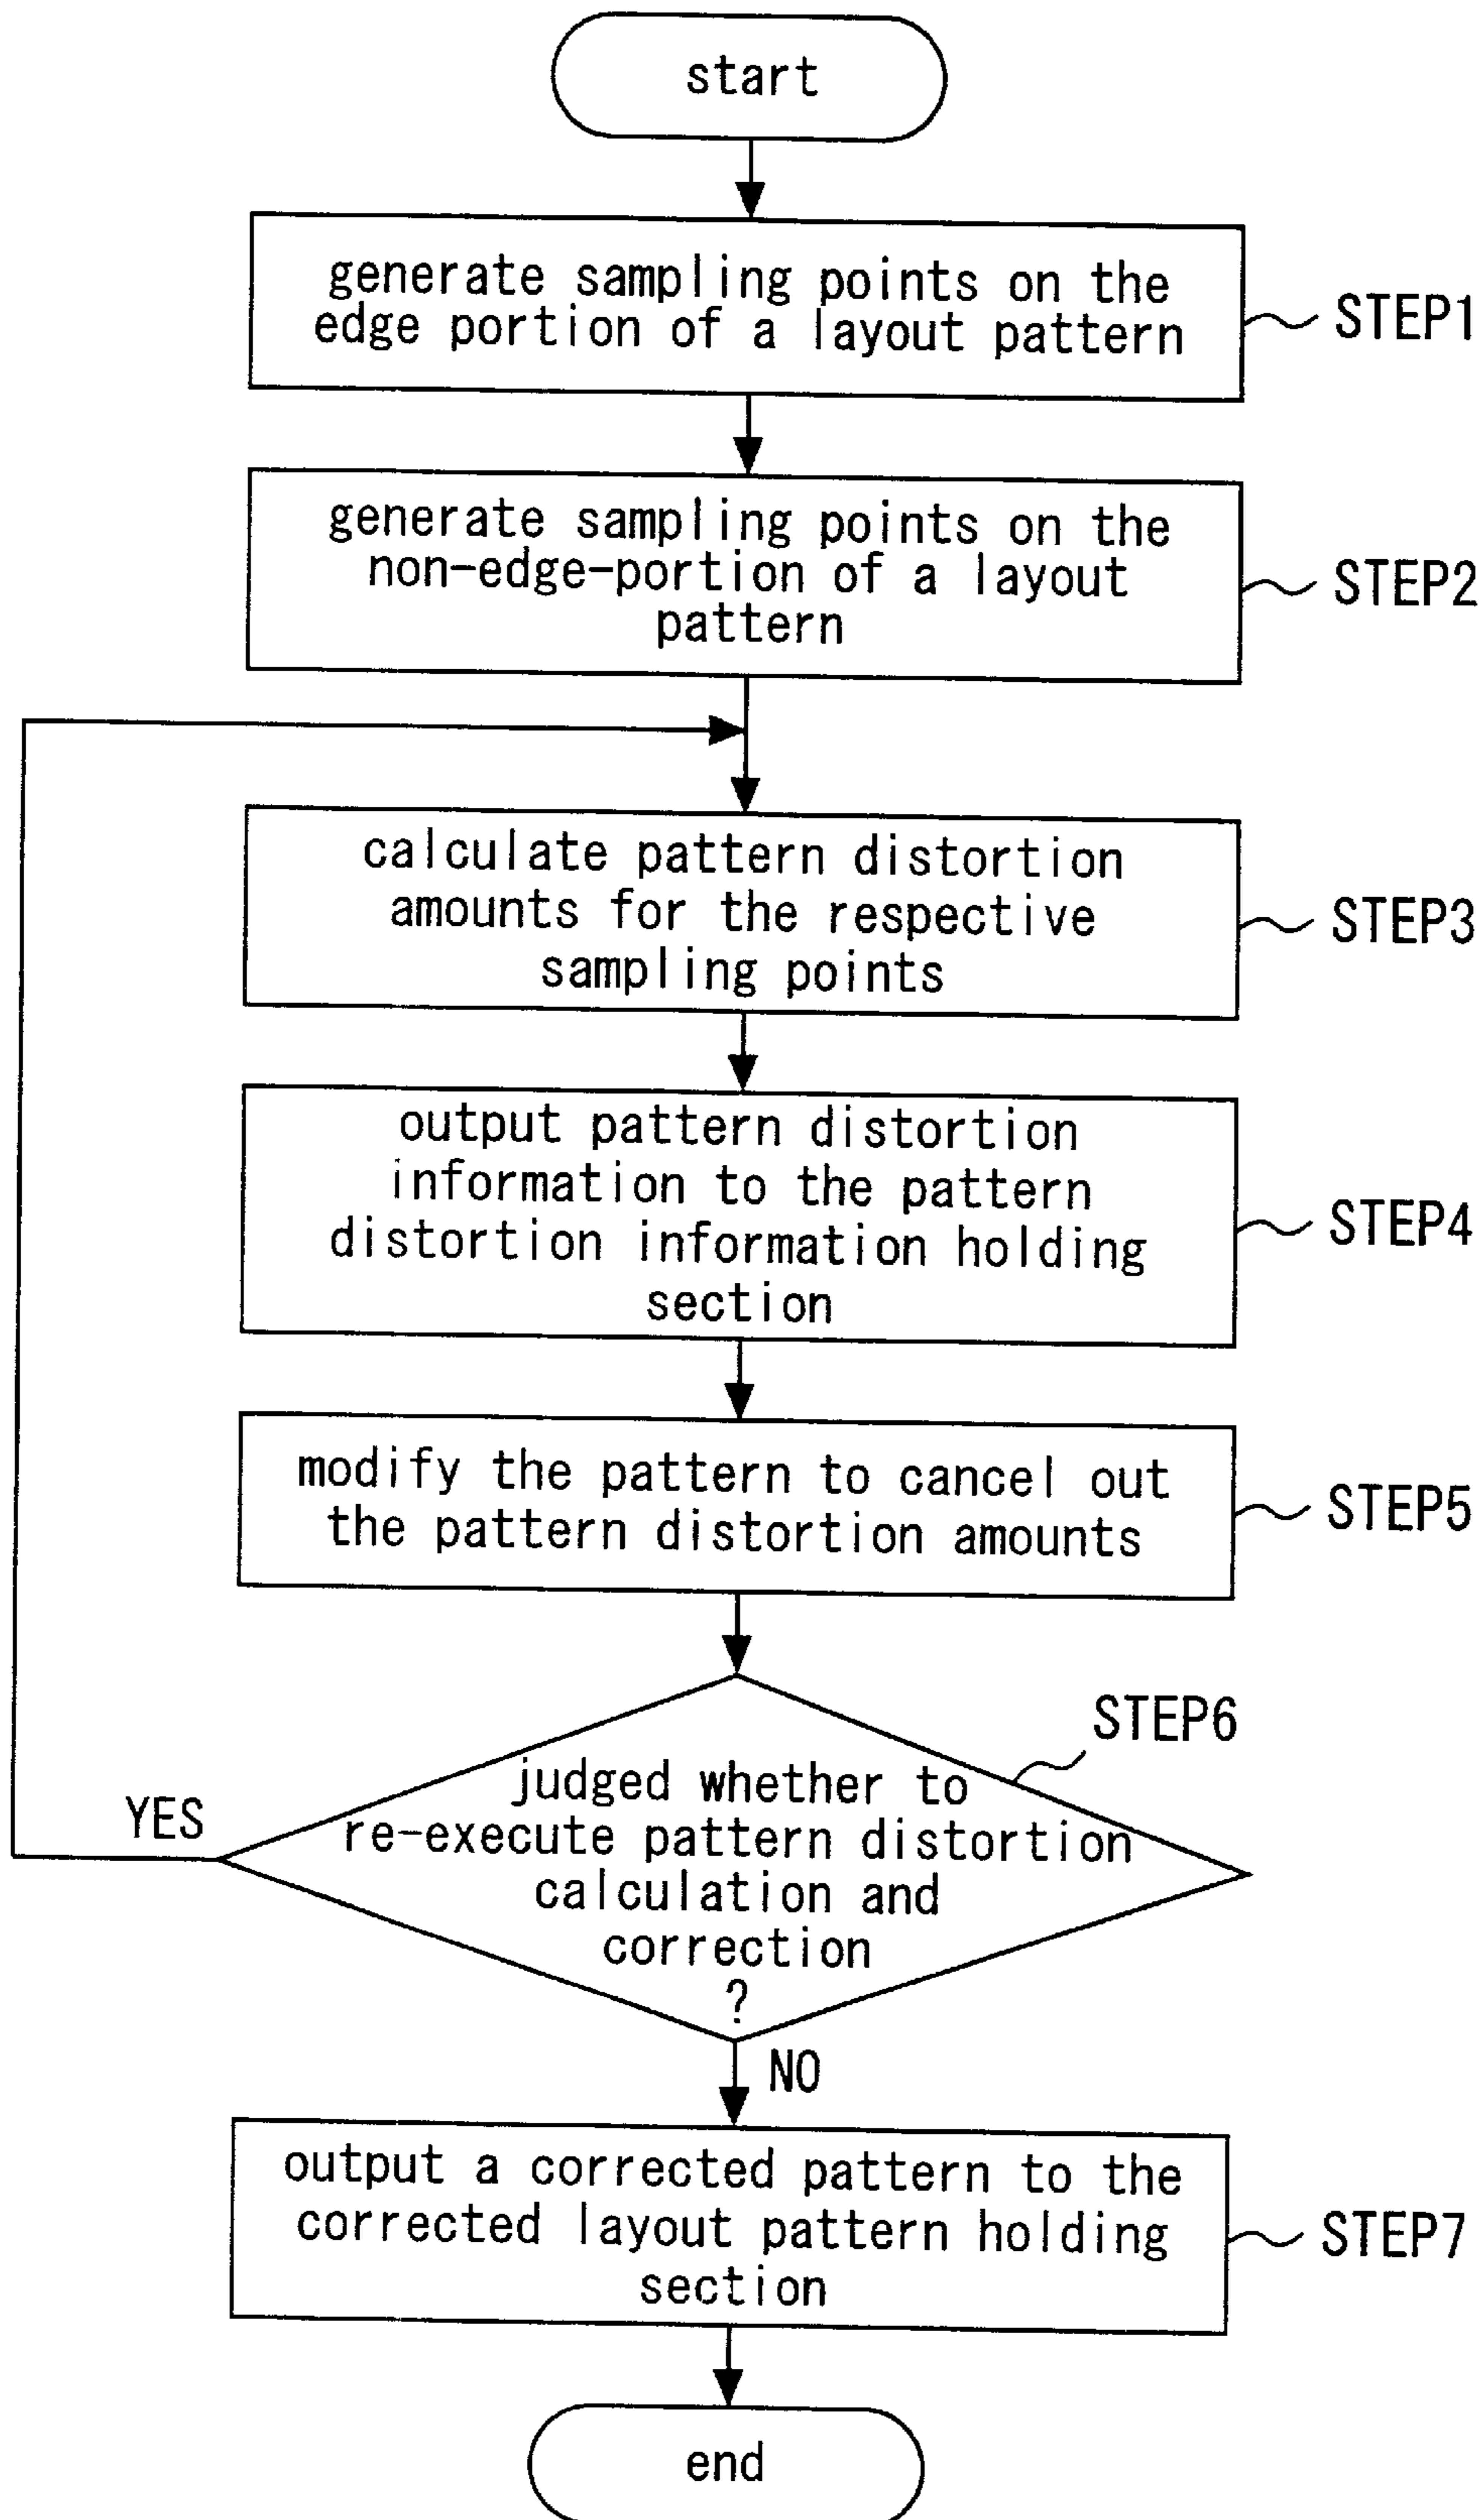 start
generate sampling points on the
edge portion of a layout pattern
STEP1
generate sampling points on the
non-edge-portion of a layout
pattern
STEP2
calculate pattern distortion
amounts for the respective
sampling points
STEP3
output pattern distortion
information to the pattern
distortion information holding
section
STEP4
modify the pattern to cancel out
the pattern distortion amounts
STEP5
STEP6
judged whether to
re-execute pattern distortion
calculation and
correction
?
YES
NO
output a corrected pattern to the
corrected layout pattern holding
section
STEP7
end